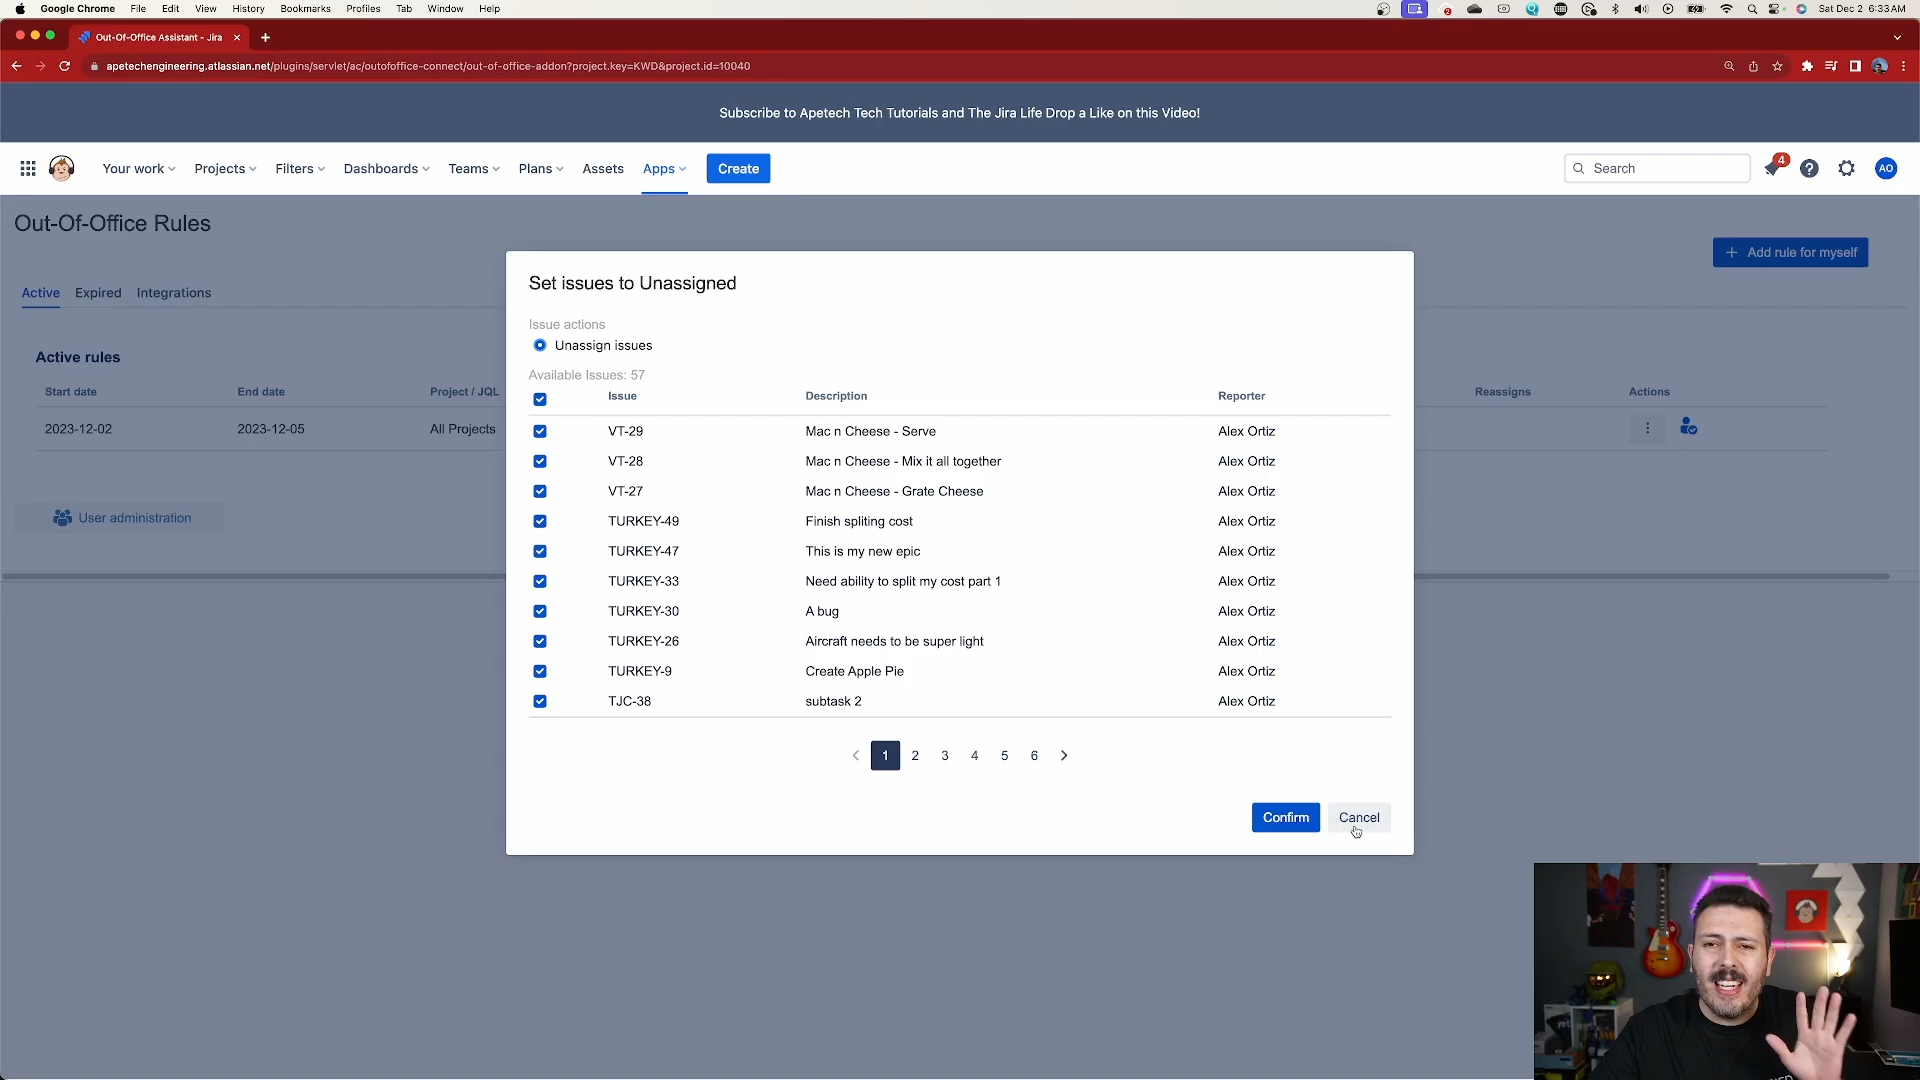 Google Chrome File Edit View History Bookmarks Profiles Tab Window Help
2
Sat Dec 2 6:33AM
Out-Of-Office Assistant - Jira
apetechengineering.atlassian.net/plugins/servlet/ac/outofoffice-connect/out-of-office-addon?project.key=KWD&project.id=10040
Subscribe to Apetech Tech Tutorials and The Jira Life Drop a Like on this Video!
Your work Projects Filters Dashboards Teams Plans Assets Apps Create
Search
4
AO
Out-Of-Office Rules
+ Add rule for myself
Active Expired Integrations
Active rules
Start date End date Project / JQL Reassigns Actions
2023-12-02 2023-12-05 All Projects
User administration
Set issues to Unassigned
Issue actions
Unassign issues
Available Issues: 57
Issue Description Reporter
VT-29 Mac n Cheese - Serve Alex Ortiz
VT-28 Mac n Cheese - Mix it all together Alex Ortiz
VT-27 Mac n Cheese - Grate Cheese Alex Ortiz
TURKEY-49 Finish spliting cost Alex Ortiz
TURKEY-47 This is my new epic Alex Ortiz
TURKEY-33 Need ability to split my cost part 1 Alex Ortiz
TURKEY-30 A bug Alex Ortiz
TURKEY-26 Aircraft needs to be super light Alex Ortiz
TURKEY-9 Create Apple Pie Alex Ortiz
TJC-38 subtask 2 Alex Ortiz
1 2 3 4 5 6
Confirm Cancel